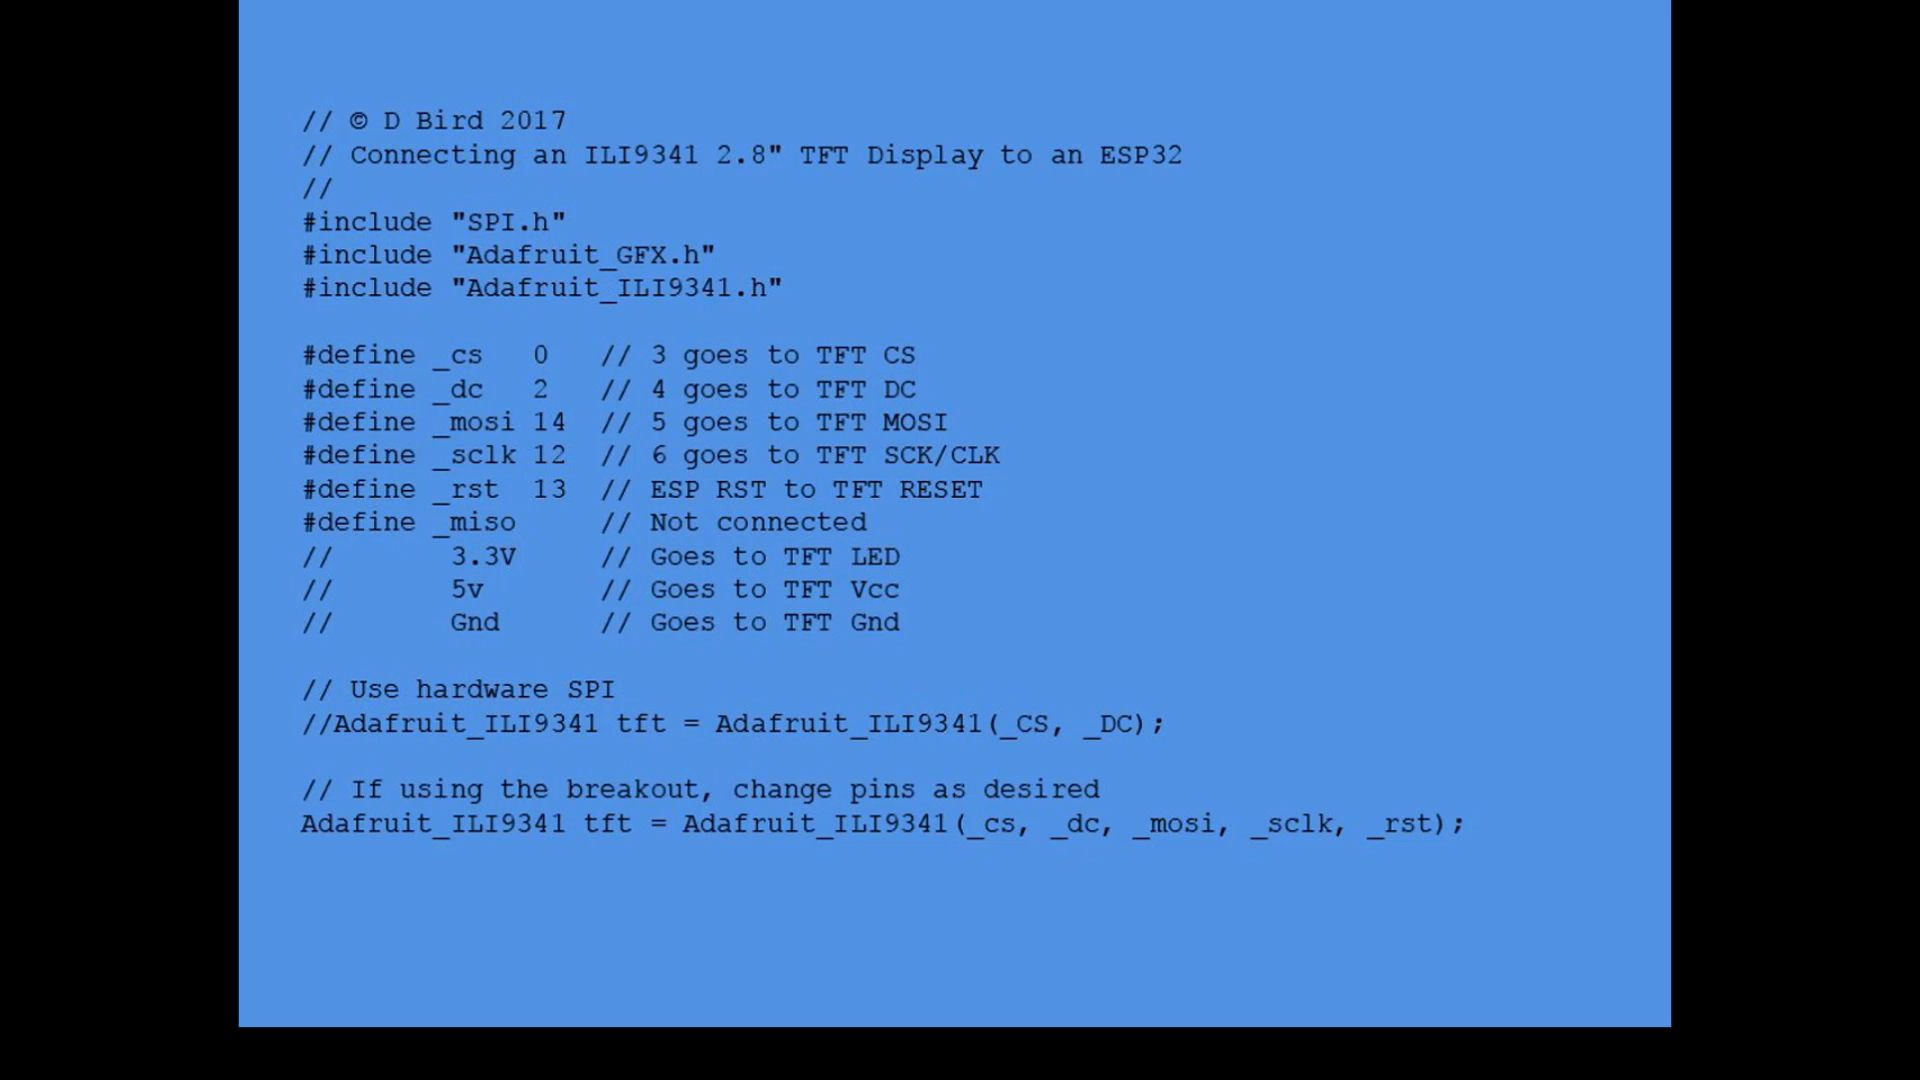 // © D Bird 2017
// Connecting an ILI9341 2.8" TFT Display to an ESP32
//
#include "SPI.h"
#include "Adafruit_GFX.h"
#include "Adafruit_ILI9341.h"

#define _cs   0   // 3 goes to TFT CS
#define _dc   2   // 4 goes to TFT DC
#define _mosi 14  // 5 goes to TFT MOSI
#define _sclk 12  // 6 goes to TFT SCK/CLK
#define _rst  13  // ESP RST to TFT RESET
#define _miso     // Not connected
//       3.3V     // Goes to TFT LED
//       5v       // Goes to TFT Vcc
//       Gnd      // Goes to TFT Gnd

// Use hardware SPI
//Adafruit_ILI9341 tft = Adafruit_ILI9341(_CS, _DC);

// If using the breakout, change pins as desired
Adafruit_ILI9341 tft = Adafruit_ILI9341(_cs, _dc, _mosi, _sclk, _rst);